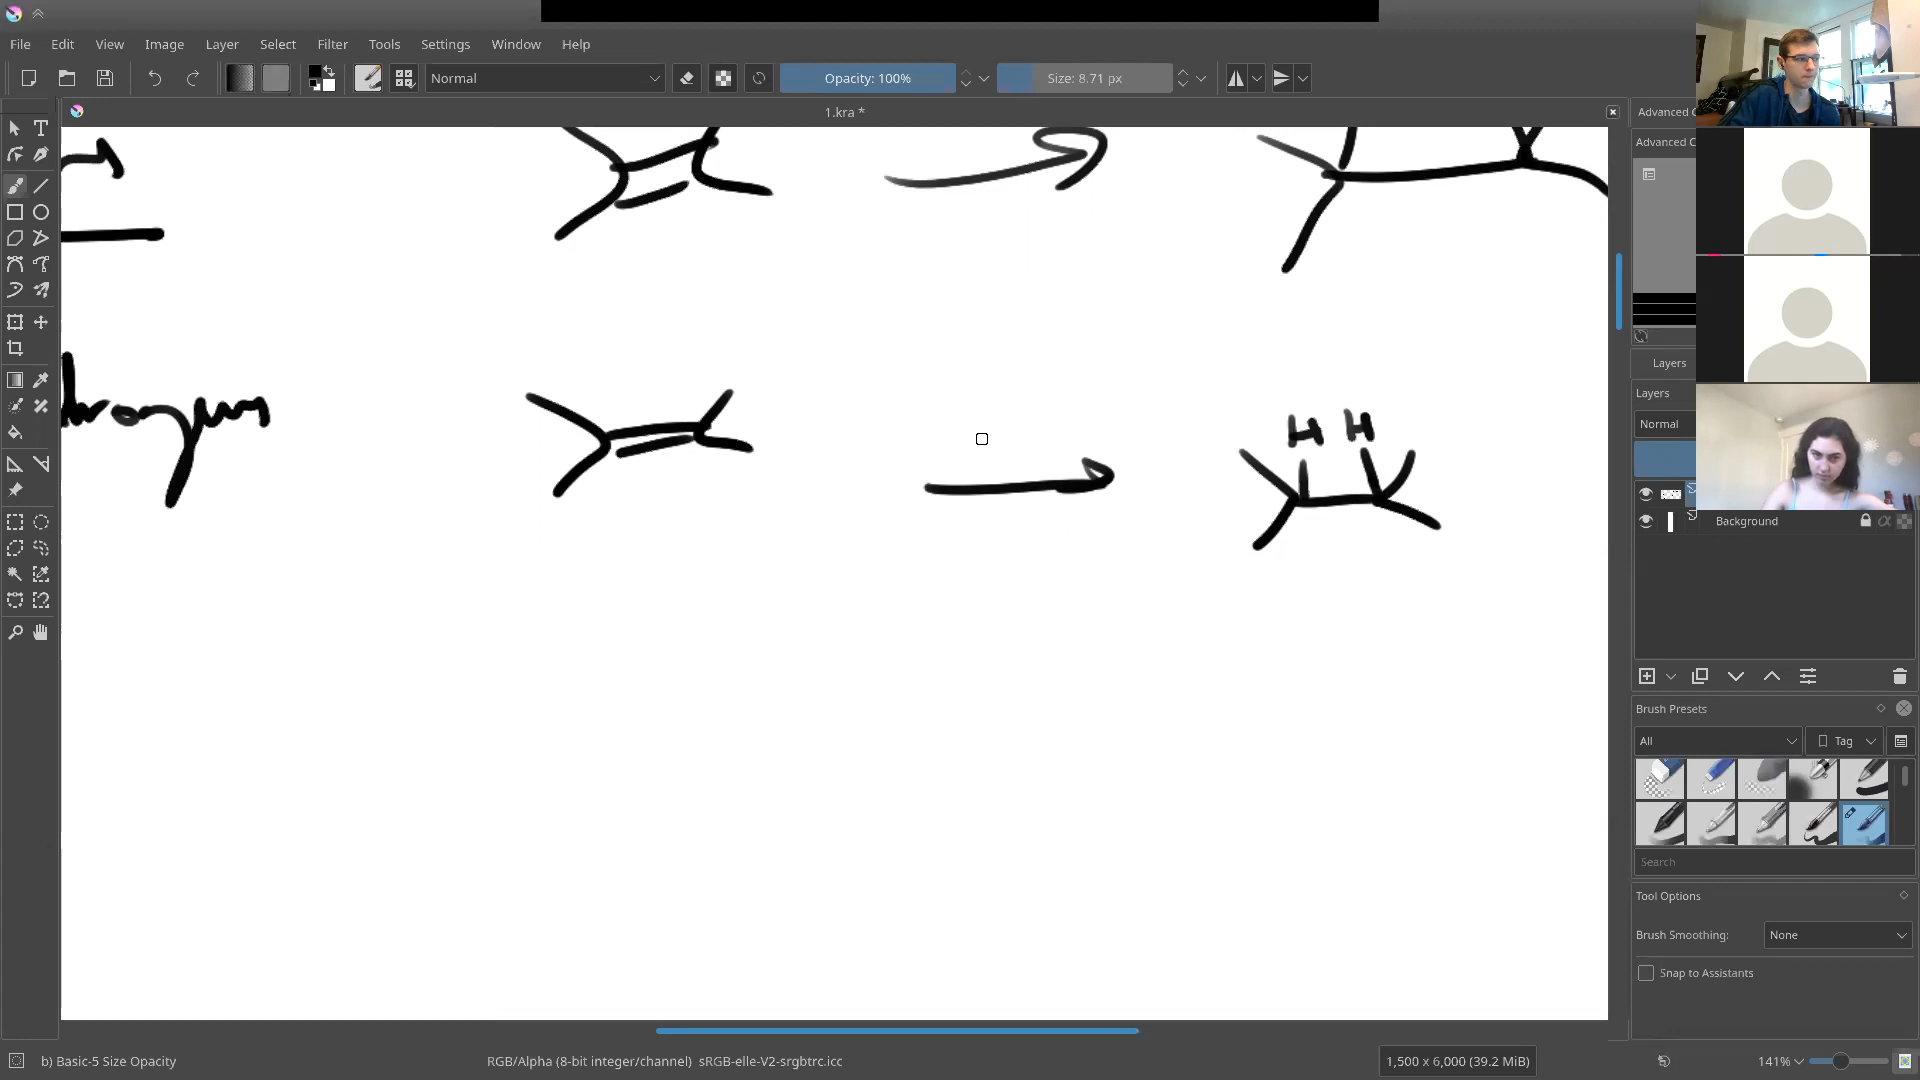 File Edit View Image Layer Select Filter Tools Settings Window Help
Normal
Opacity: 100%
Size: 8.71 px
1.kra *
Advanced C
Advanced C
H H
Layers
Layers
Normal
Background
Brush Presets
All
Tag
Search
Tool Options
Brush Smoothing: None
Snap to Assistants
b) Basic-5 Size Opacity
RGB/Alpha (8-bit integer/channel) sRGB-elle-V2-srgbtrc.icc
1,500 x 6,000 (39.2 MiB)
141%